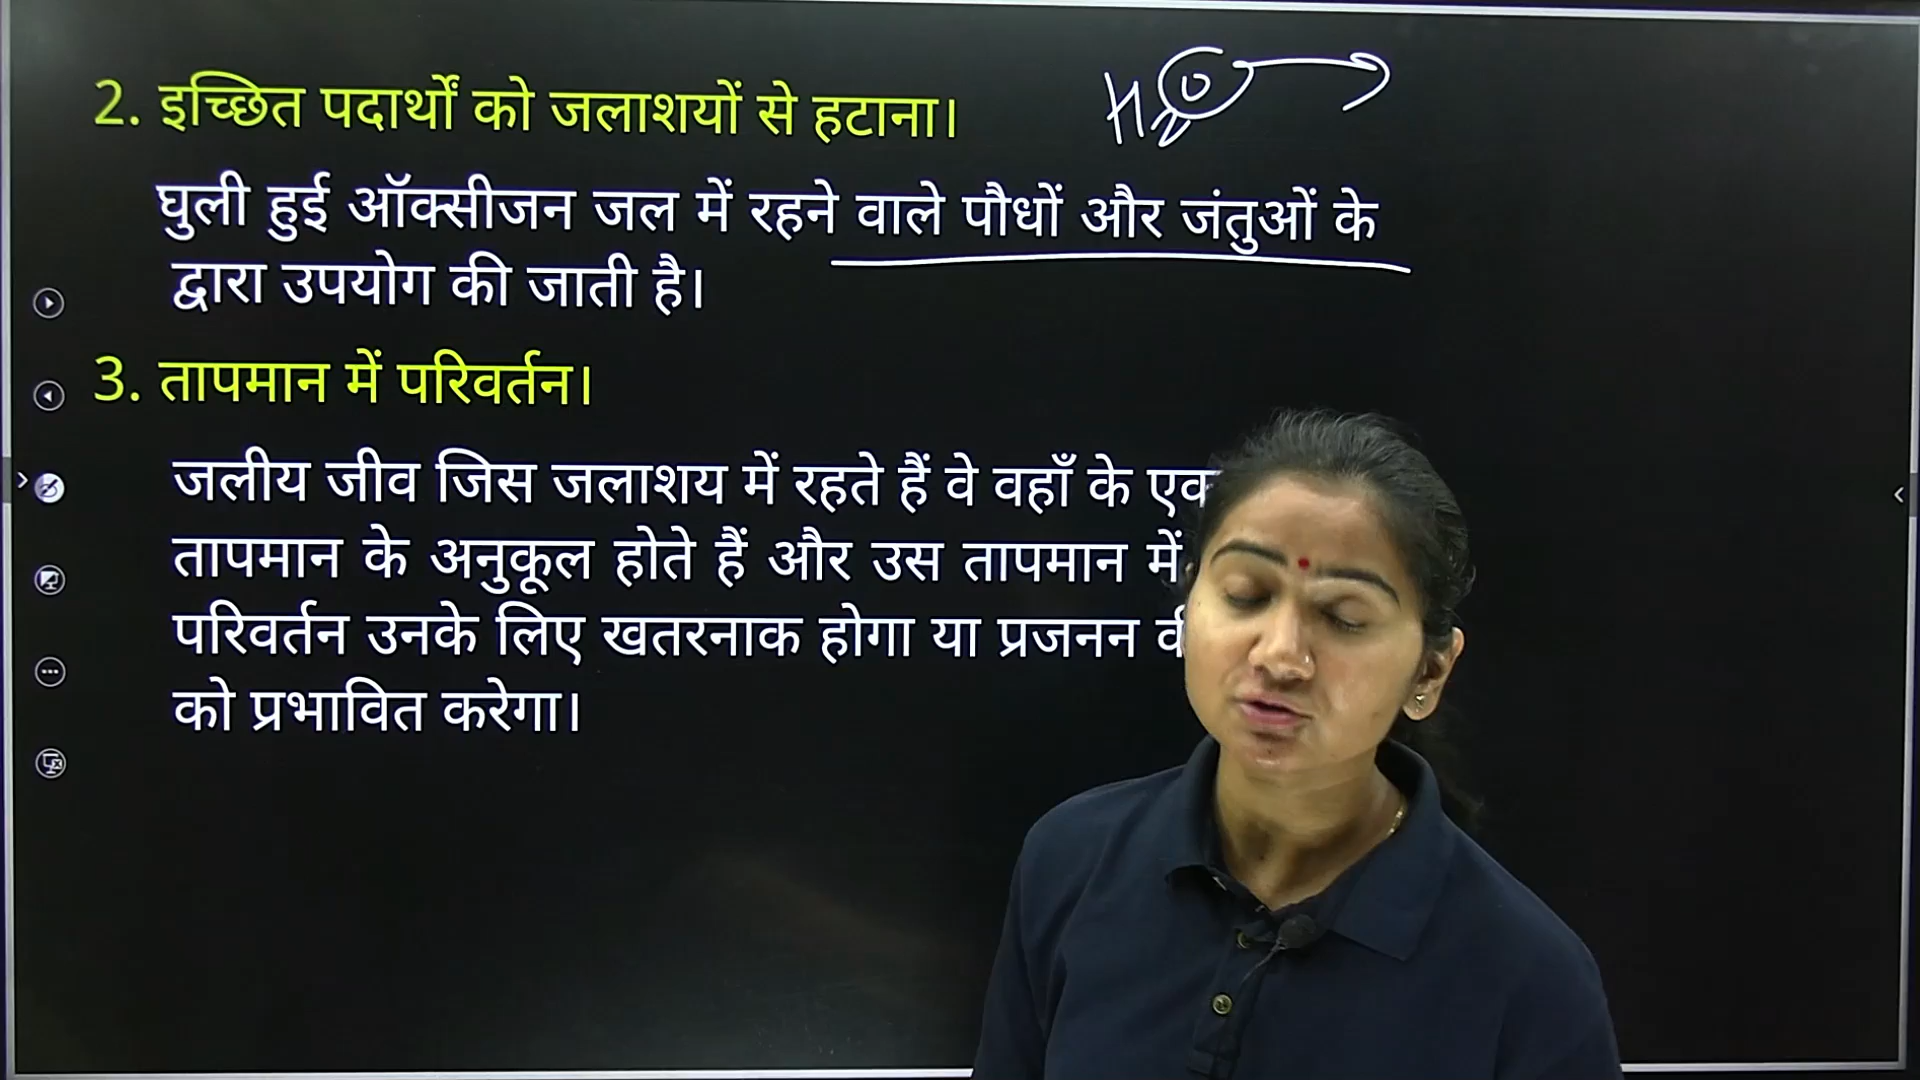 2. इच्छित पदार्थों को जलाशयों से हटाना।
H₂O
घुली हुई ऑक्सीजन जल में रहने वाले पौधों और जंतुओं के
द्वारा उपयोग की जाती है।
3. तापमान में परिवर्तन।
जलीय जीव जिस जलाशय में रहते हैं वे वहाँ के एक
तापमान के अनुकूल होते हैं और उस तापमान में
परिवर्तन उनके लिए खतरनाक होगा या प्रजनन
को प्रभावित करेगा।